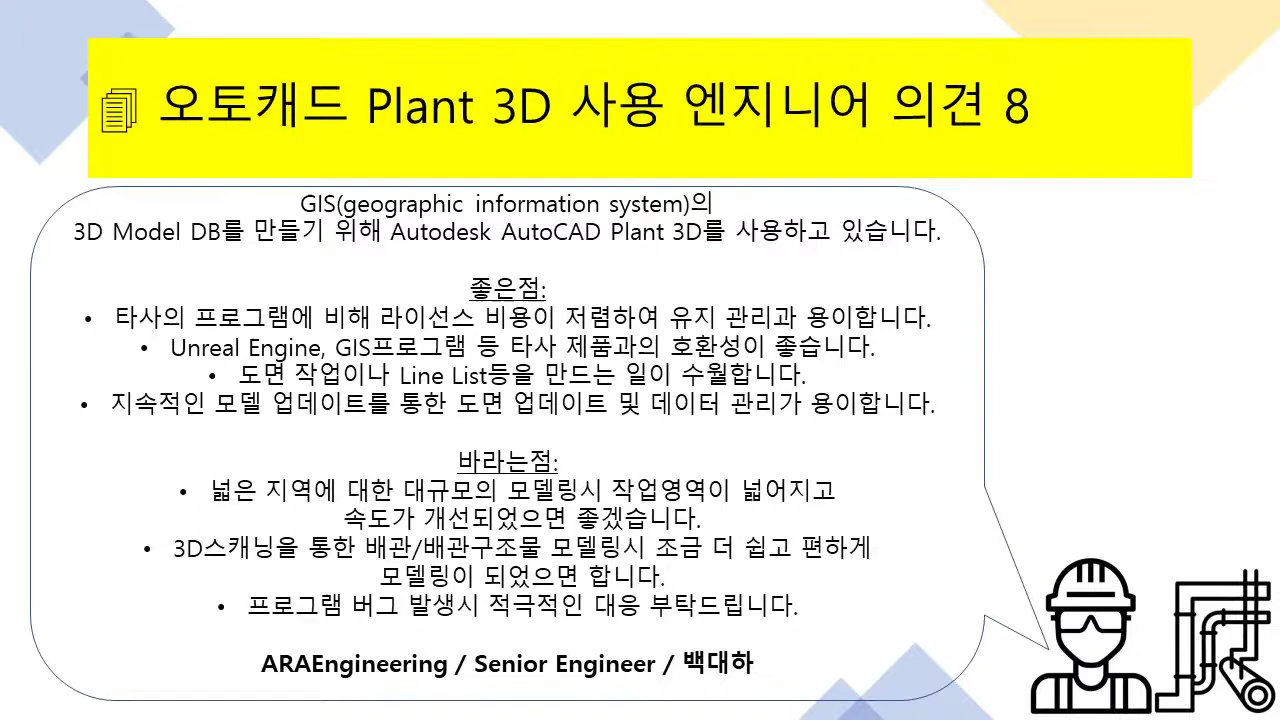 오토캐드 Plant 3D 사용 엔지니어 의견 8
GIS(geographic information system)의
3D Model DB를 만들기 위해 Autodesk AutoCAD Plant 3D를 사용하고 있습니다.
좋은점:
• 타사의 프로그램에 비해 라이선스 비용이 저렴하여 유지 관리과 용이합니다.
• Unreal Engine, GIS프로그램 등 타사 제품과의 호환성이 좋습니다.
• 도면 작업이나 Line List등을 만드는 일이 수월합니다.
• 지속적인 모델 업데이트를 통한 도면 업데이트 및 데이터 관리가 용이합니다.
바라는점:
• 넓은 지역에 대한 대규모의 모델링시 작업영역이 넓어지고
속도가 개선되었으면 좋겠습니다.
• 3D스캐닝을 통한 배관/배관구조물 모델링시 조금 더 쉽고 편하게
모델링이 되었으면 합니다.
• 프로그램 버그 발생시 적극적인 대응 부탁드립니다.
ARAEngineering / Senior Engineer / 백대하